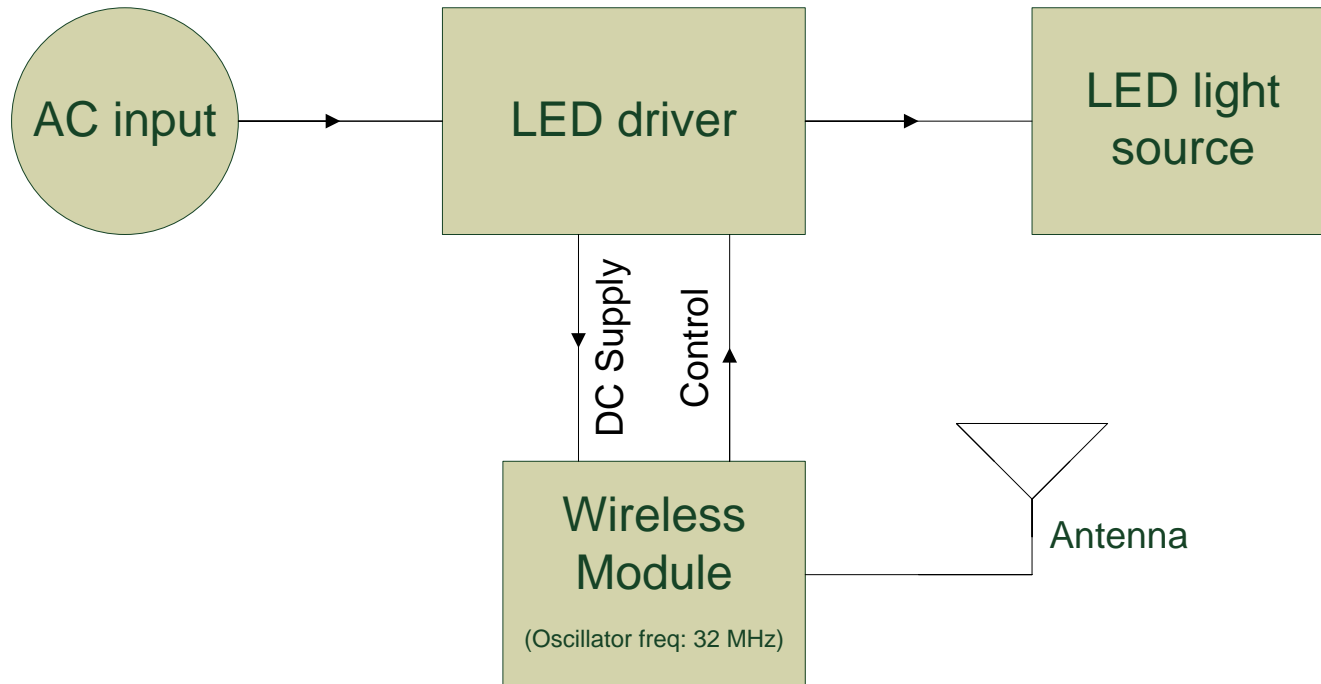 AC input
LED driver
LED light
source
DC Supply
Control
Wireless
Module
(Oscillator freq: 32 MHz)
Antenna